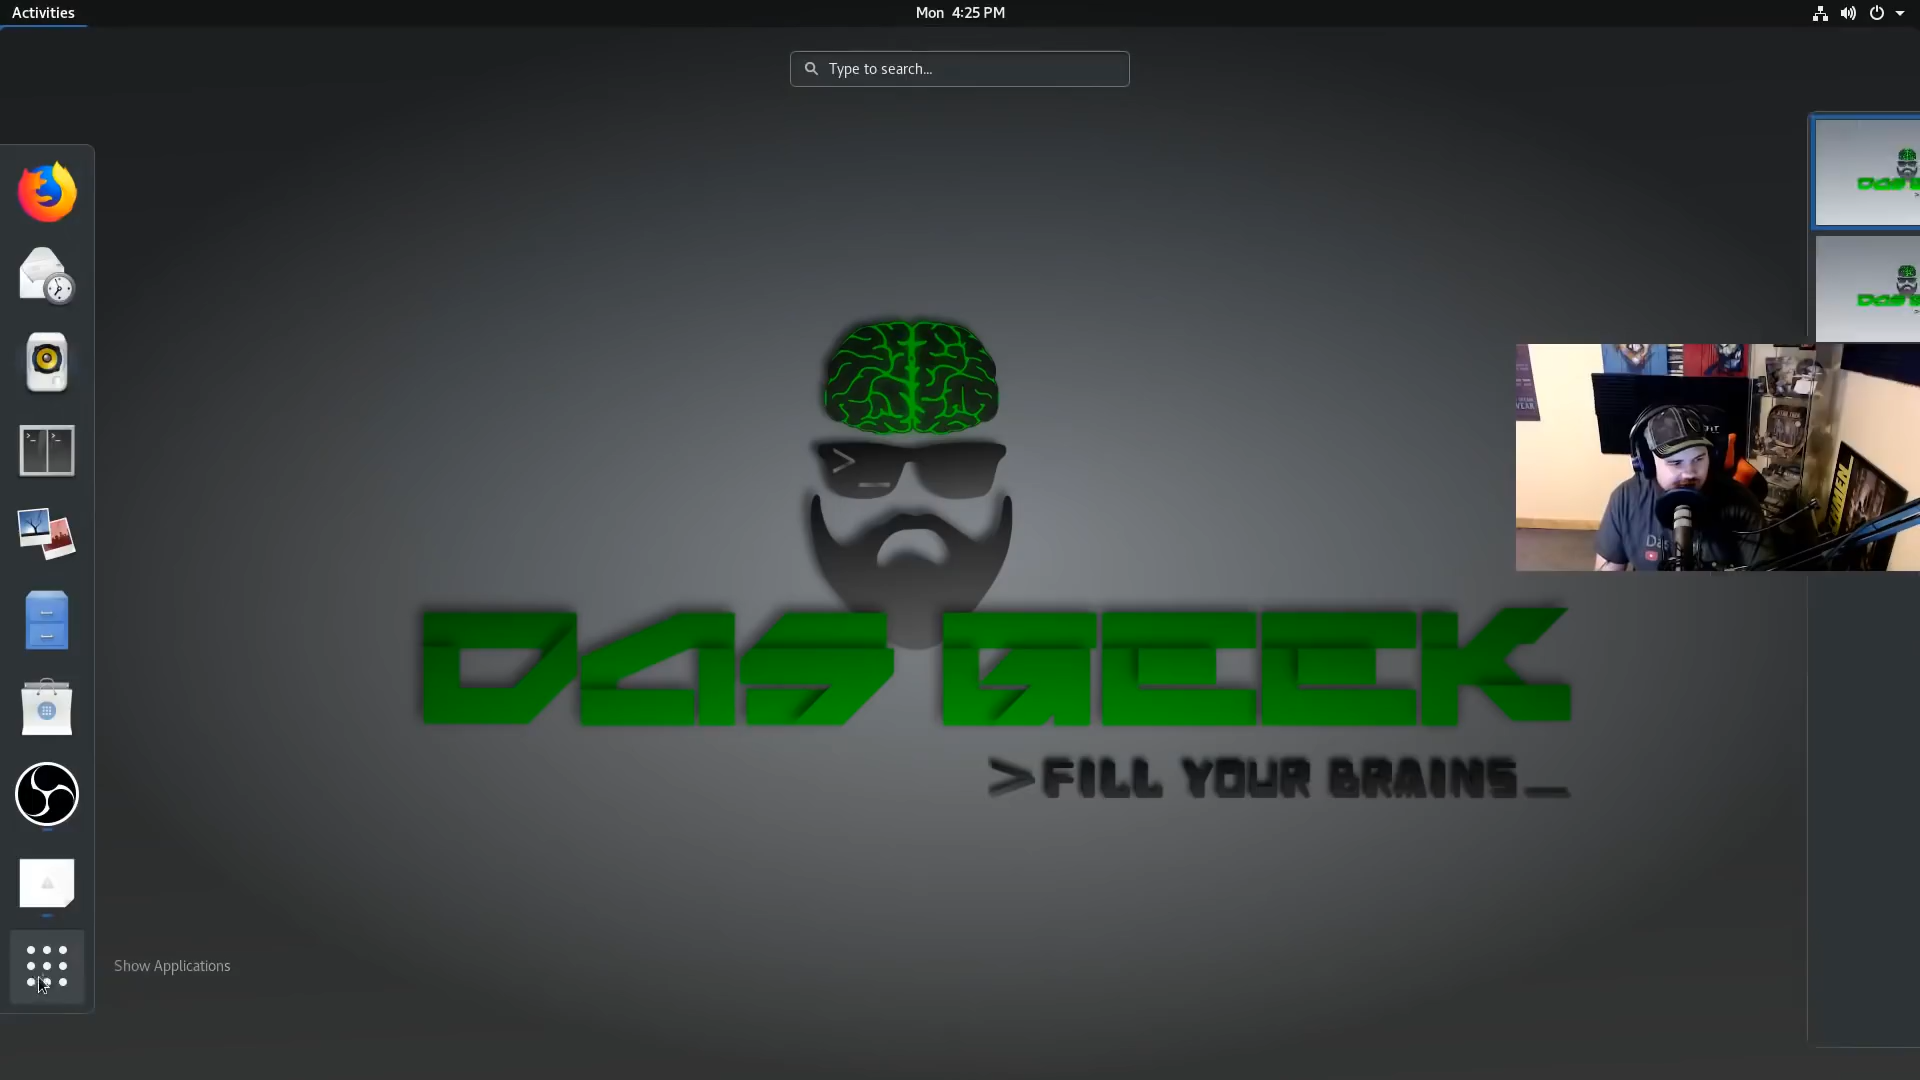 Activities
Mon 4:25 PM
Type to search...
>_
DAS GEEK
>FILL YOUR BRAINS_
Show Applications